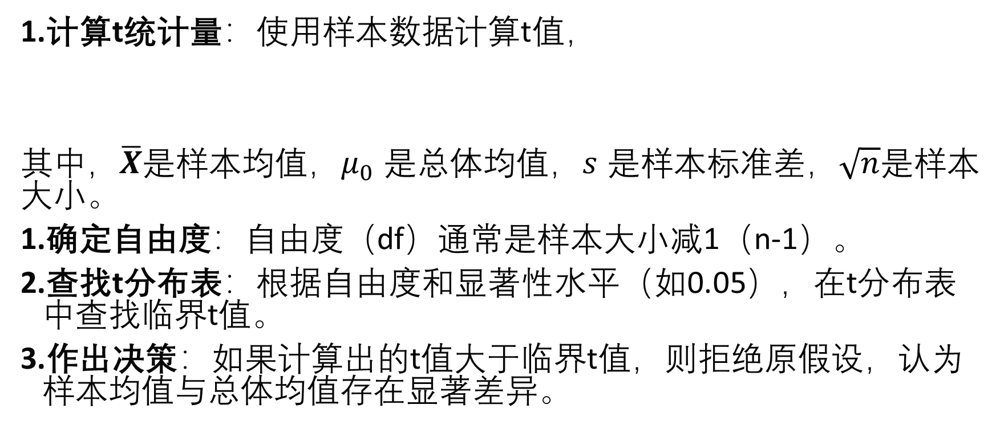 1.计算t统计量：使用样本数据计算t值，
其中，X̄是样本均值，μ₀ 是总体均值，s 是样本标准差，√n是样本
大小。
1.确定自由度：自由度（df）通常是样本大小减1（n-1）。
2.查找t分布表：根据自由度和显著性水平（如0.05），在t分布表
中查找临界t值。
3.作出决策：如果计算出的t值大于临界t值，则拒绝原假设，认为
样本均值与总体均值存在显著差异。